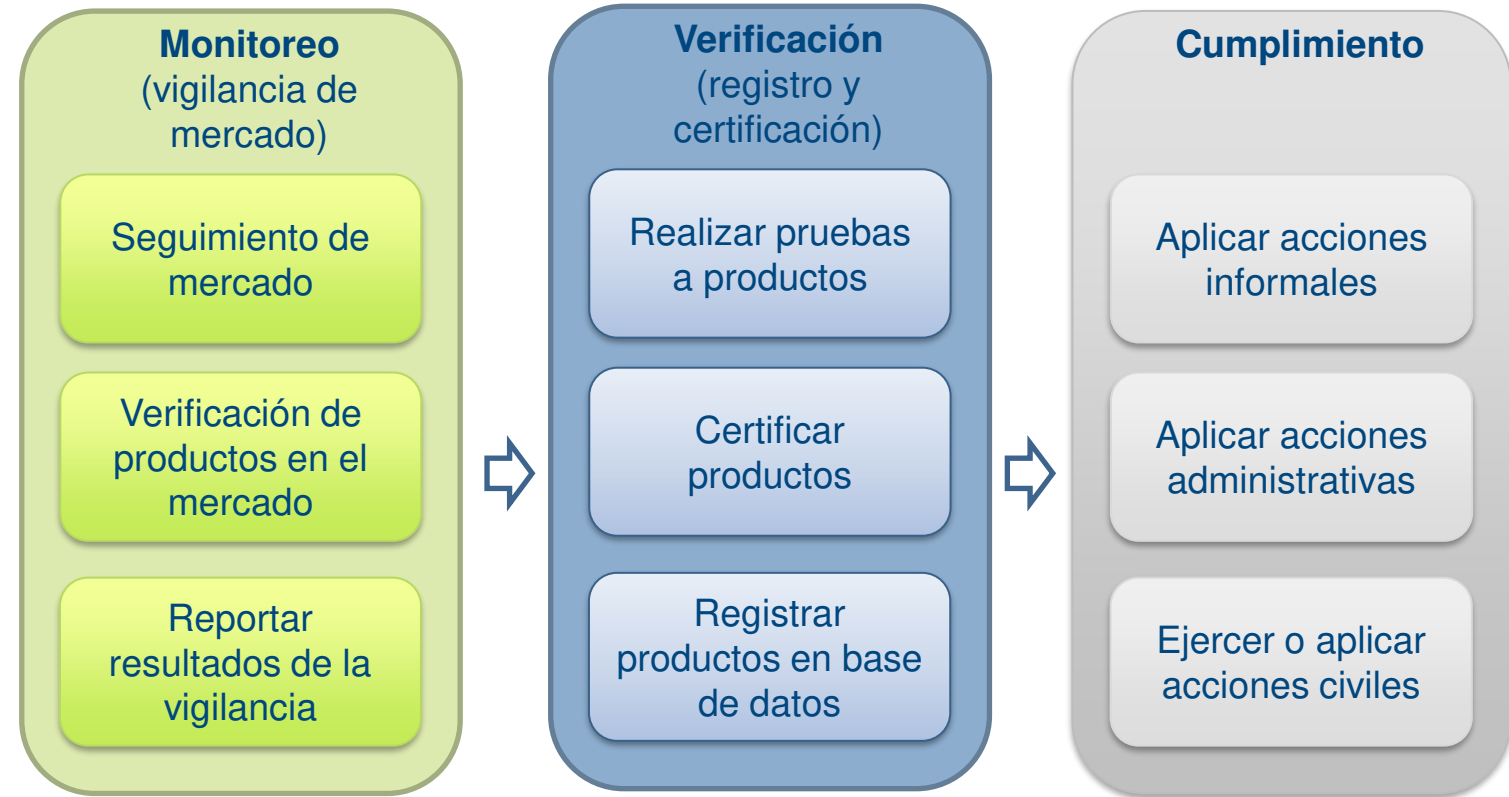 Monitoreo
(vigilancia de
mercado)
Seguimiento de
mercado
Verificación de
productos en el
mercado
Reportar
resultados de la
vigilancia
Verificación
(registro y
certificación)
Realizar pruebas
a productos
Certificar
productos
Registrar
productos en base
de datos
Cumplimiento
Aplicar acciones
informales
Aplicar acciones
administrativas
Ejercer o aplicar
acciones civiles